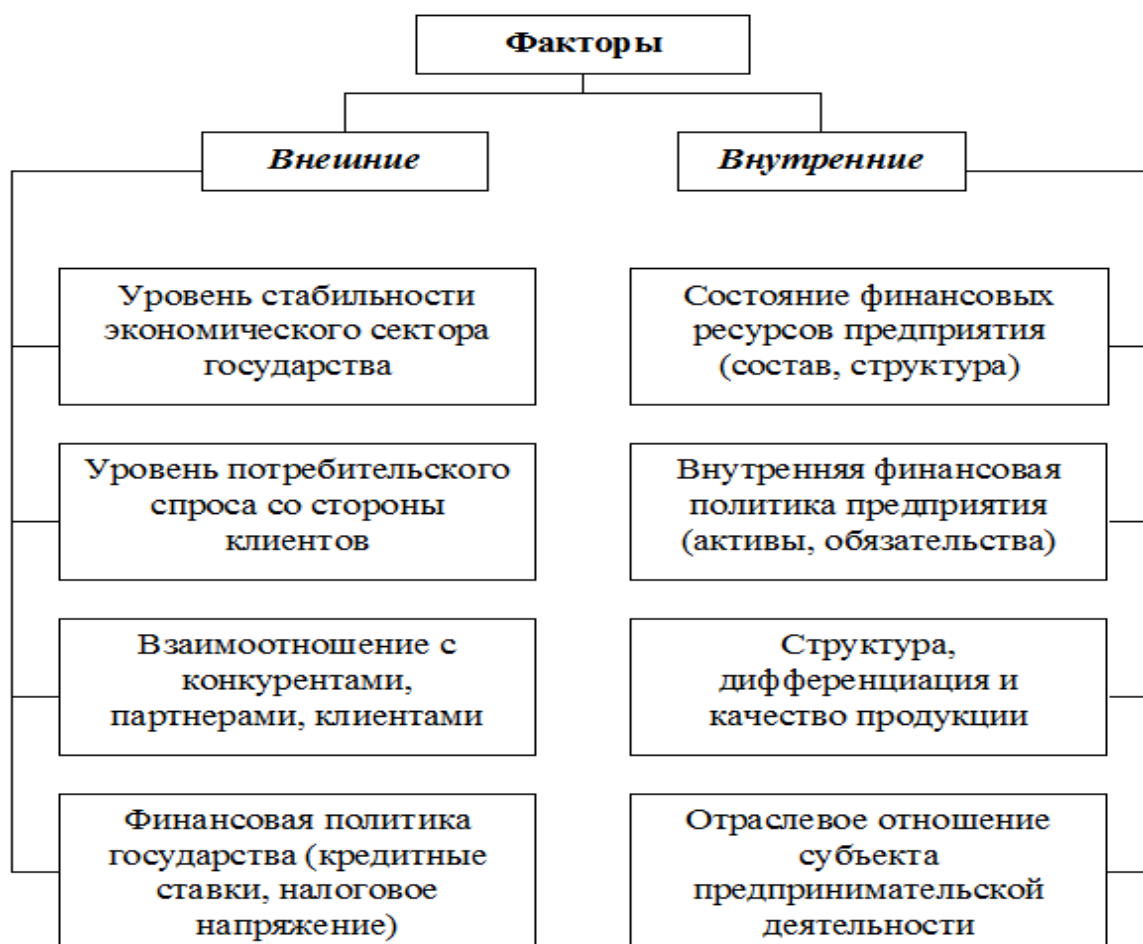 Факторы
Внешние
Внутренние
Уровень стабильности
экономического сектора
государства
Состояние финансовых
ресурсов предприятия
(состав, структура)
Уровень потребительского
спроса со стороны
клиентов
Внутренняя финансовая
политика предприятия
(активы, обязательства)
Взаимоотношение с
конкурентами,
партнерами, клиентами
Структура,
дифференциация и
качество продукции
Финансовая политика
государства (кредитные
ставки, налоговое
напряжение)
Отраслевое отношение
субъекта
предпринимательской
деятельности